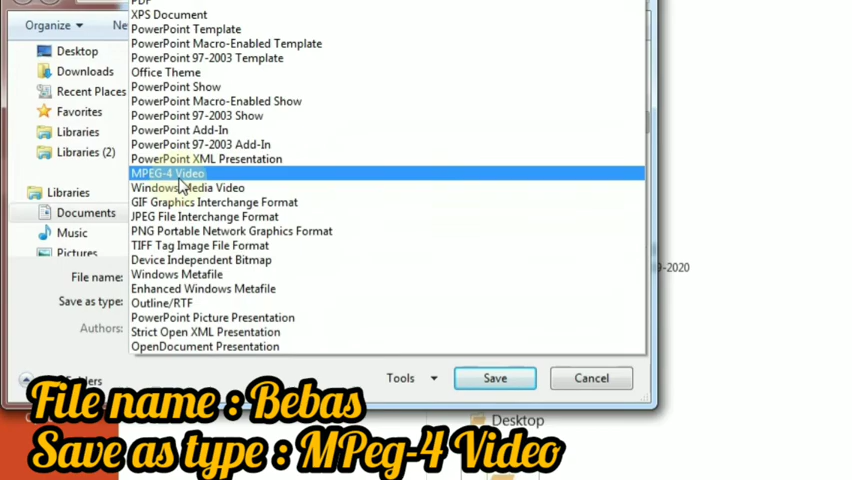 PDF
XPS Document
Organize
Ne
PowerPoint Template
PowerPoint Macro-Enabled Template
Desktop
PowerPoint 97-2003 Template
Downloads
Office Theme
Recent Places
PowerPoint Show
PowerPoint Macro-Enabled Show
Favorites
PowerPoint 97-2003 Show
Libraries
PowerPoint Add-In
Libraries (2)
PowerPoint 97-2003 Add-In
PowerPoint XML Presentation
MPEG-4 Video
Libraries
Windows Media Video
GIF Graphics Interchange Format
Documents
JPEG File Interchange Format
Music
PNG Portable Network Graphics Format
Pictures
TIFF Tag Image File Format
Device Independent Bitmap
9-2020
File name:
Windows Metafile
Enhanced Windows Metafile
Save as type:
Outline/RTF
PowerPoint Picture Presentation
Authors:
Strict Open XML Presentation
OpenDocument Presentation
Tools
Save
Cancel
File name : Bebas
Desktop
Save as type : MPeg-4 Video